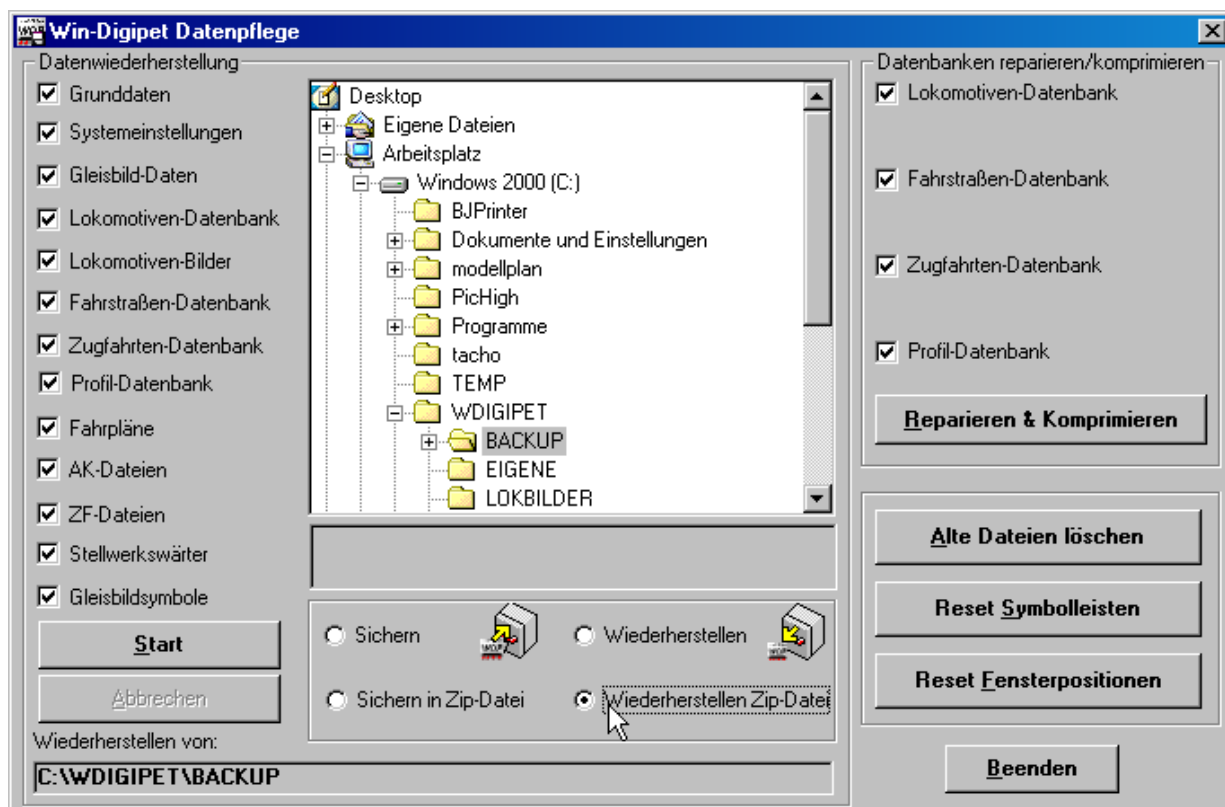 Win-Digipet Datenpflege
Datenwiederherstellung
Grunddaten
Systemeinstellungen
Gleisbild-Daten
Lokomotiven-Datenbank
Lokomotiven-Bilder
Fahrstraßen-Datenbank
Zugfahrten-Datenbank
Profil-Datenbank
Fahrpläne
AK-Dateien
ZF-Dateien
Stellwerkswärter
Gleisbildsymbole
Start
Abbrechen
Desktop
Eigene Dateien
Arbeitsplatz
Windows 2000 (C:)
BJPrinter
Dokumente und Einstellungen
modellplan
PicHigh
Programme
tacho
TEMP
WDIGIPET
BACKUP
EIGENE
LOKBILDER
Sichern
Wiederherstellen
Sichern in Zip-Datei
Wiederherstellen Zip-Datei
Wiederherstellen von:
C:\WDIGIPET\BACKUP
Datenbanken reparieren/komprimieren
Lokomotiven-Datenbank
Fahrstraßen-Datenbank
Zugfahrten-Datenbank
Profil-Datenbank
Reparieren & Komprimieren
Alte Dateien löschen
Reset Symbolleisten
Reset Fensterpositionen
Beenden